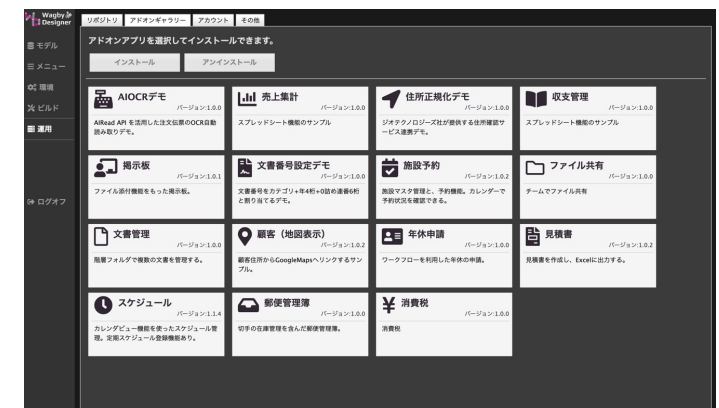 Wagby Designer
リポジトリ アドオンギャラリー アカウント その他
モデル
メニュー
環境
ビルド
運用
ログオフ
アドオンアプリを選択してインストールできます。
インストール アンインストール
AIOCRデモ
バージョン:1.0.0
AIRead API を活用した注文伝票のOCR自動
読み取りデモ。
売上集計
バージョン:1.0.0
スプレッドシート機能のサンプル
住所正規化デモ
バージョン:1.0.0
ジオテクノロジーズ社が提供する住所確認サ
ービス連携デモ。
収支管理
バージョン:1.0.0
スプレッドシート機能のサンプル
掲示板
バージョン:1.0.1
ファイル添付機能をもった掲示板。
文書番号設定デモ
バージョン:1.0.0
文書番号をカテゴリ+年4桁+0詰め連番6桁
と割り当てるデモ。
施設予約
バージョン:1.0.2
施設マスタ管理と、予約機能。カレンダーで
予約状況を確認できる。
ファイル共有
バージョン:1.0.0
チームでファイル共有
文書管理
バージョン:1.0.0
階層フォルダで複数の文書を管理する。
顧客（地図表示）
バージョン:1.0.2
顧客住所からGoogleMapsへリンクするサン
プル。
年休申請
バージョン:1.0.0
ワークフローを利用した年休の申請。
見積書
バージョン:1.0.2
見積書を作成し、Excelに出力する。
スケジュール
バージョン:1.1.4
カレンダビュー機能を使ったスケジュール管
理。定期スケジュール登録機能あり。
郵便管理簿
バージョン:1.0.0
切手の在庫管理を含んだ郵便管理簿。
消費税
バージョン:1.0.0
消費税